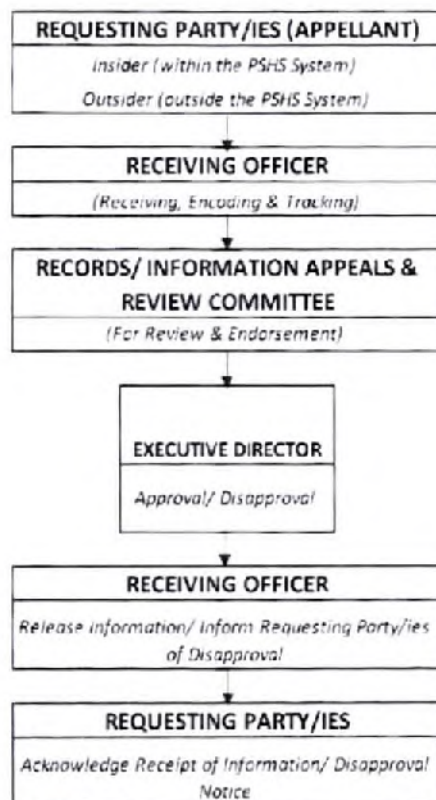 REQUESTING PARTY/IES (APPELLANT)
Insider (within the PSHS System)
Outsider (outside the PSHS System)
RECEIVING OFFICER
(Receiving, Encoding & Tracking)
RECORDS/ INFORMATION APPEALS &
REVIEW COMMITTEE
(For Review & Endorsement)
EXECUTIVE DIRECTOR
Approval/ Disapproval
RECEIVING OFFICER
Release Information/ Inform Requesting Party/ies
of Disapproval
REQUESTING PARTY/IES
Acknowledge Receipt of Information/ Disapproval
Notice